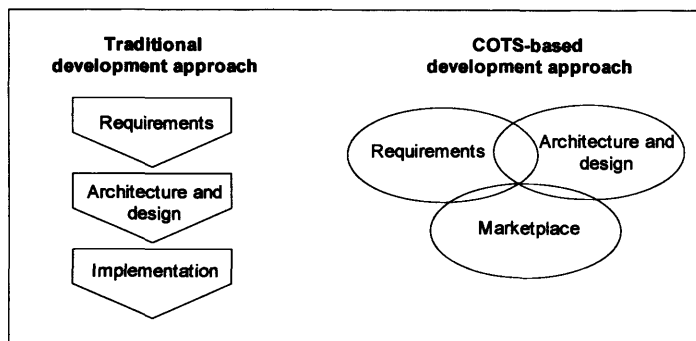 Traditional
development approach
Requirements
Architecture and
design
Implementation
COTS-based
development approach
Requirements
Architecture and
design
Marketplace